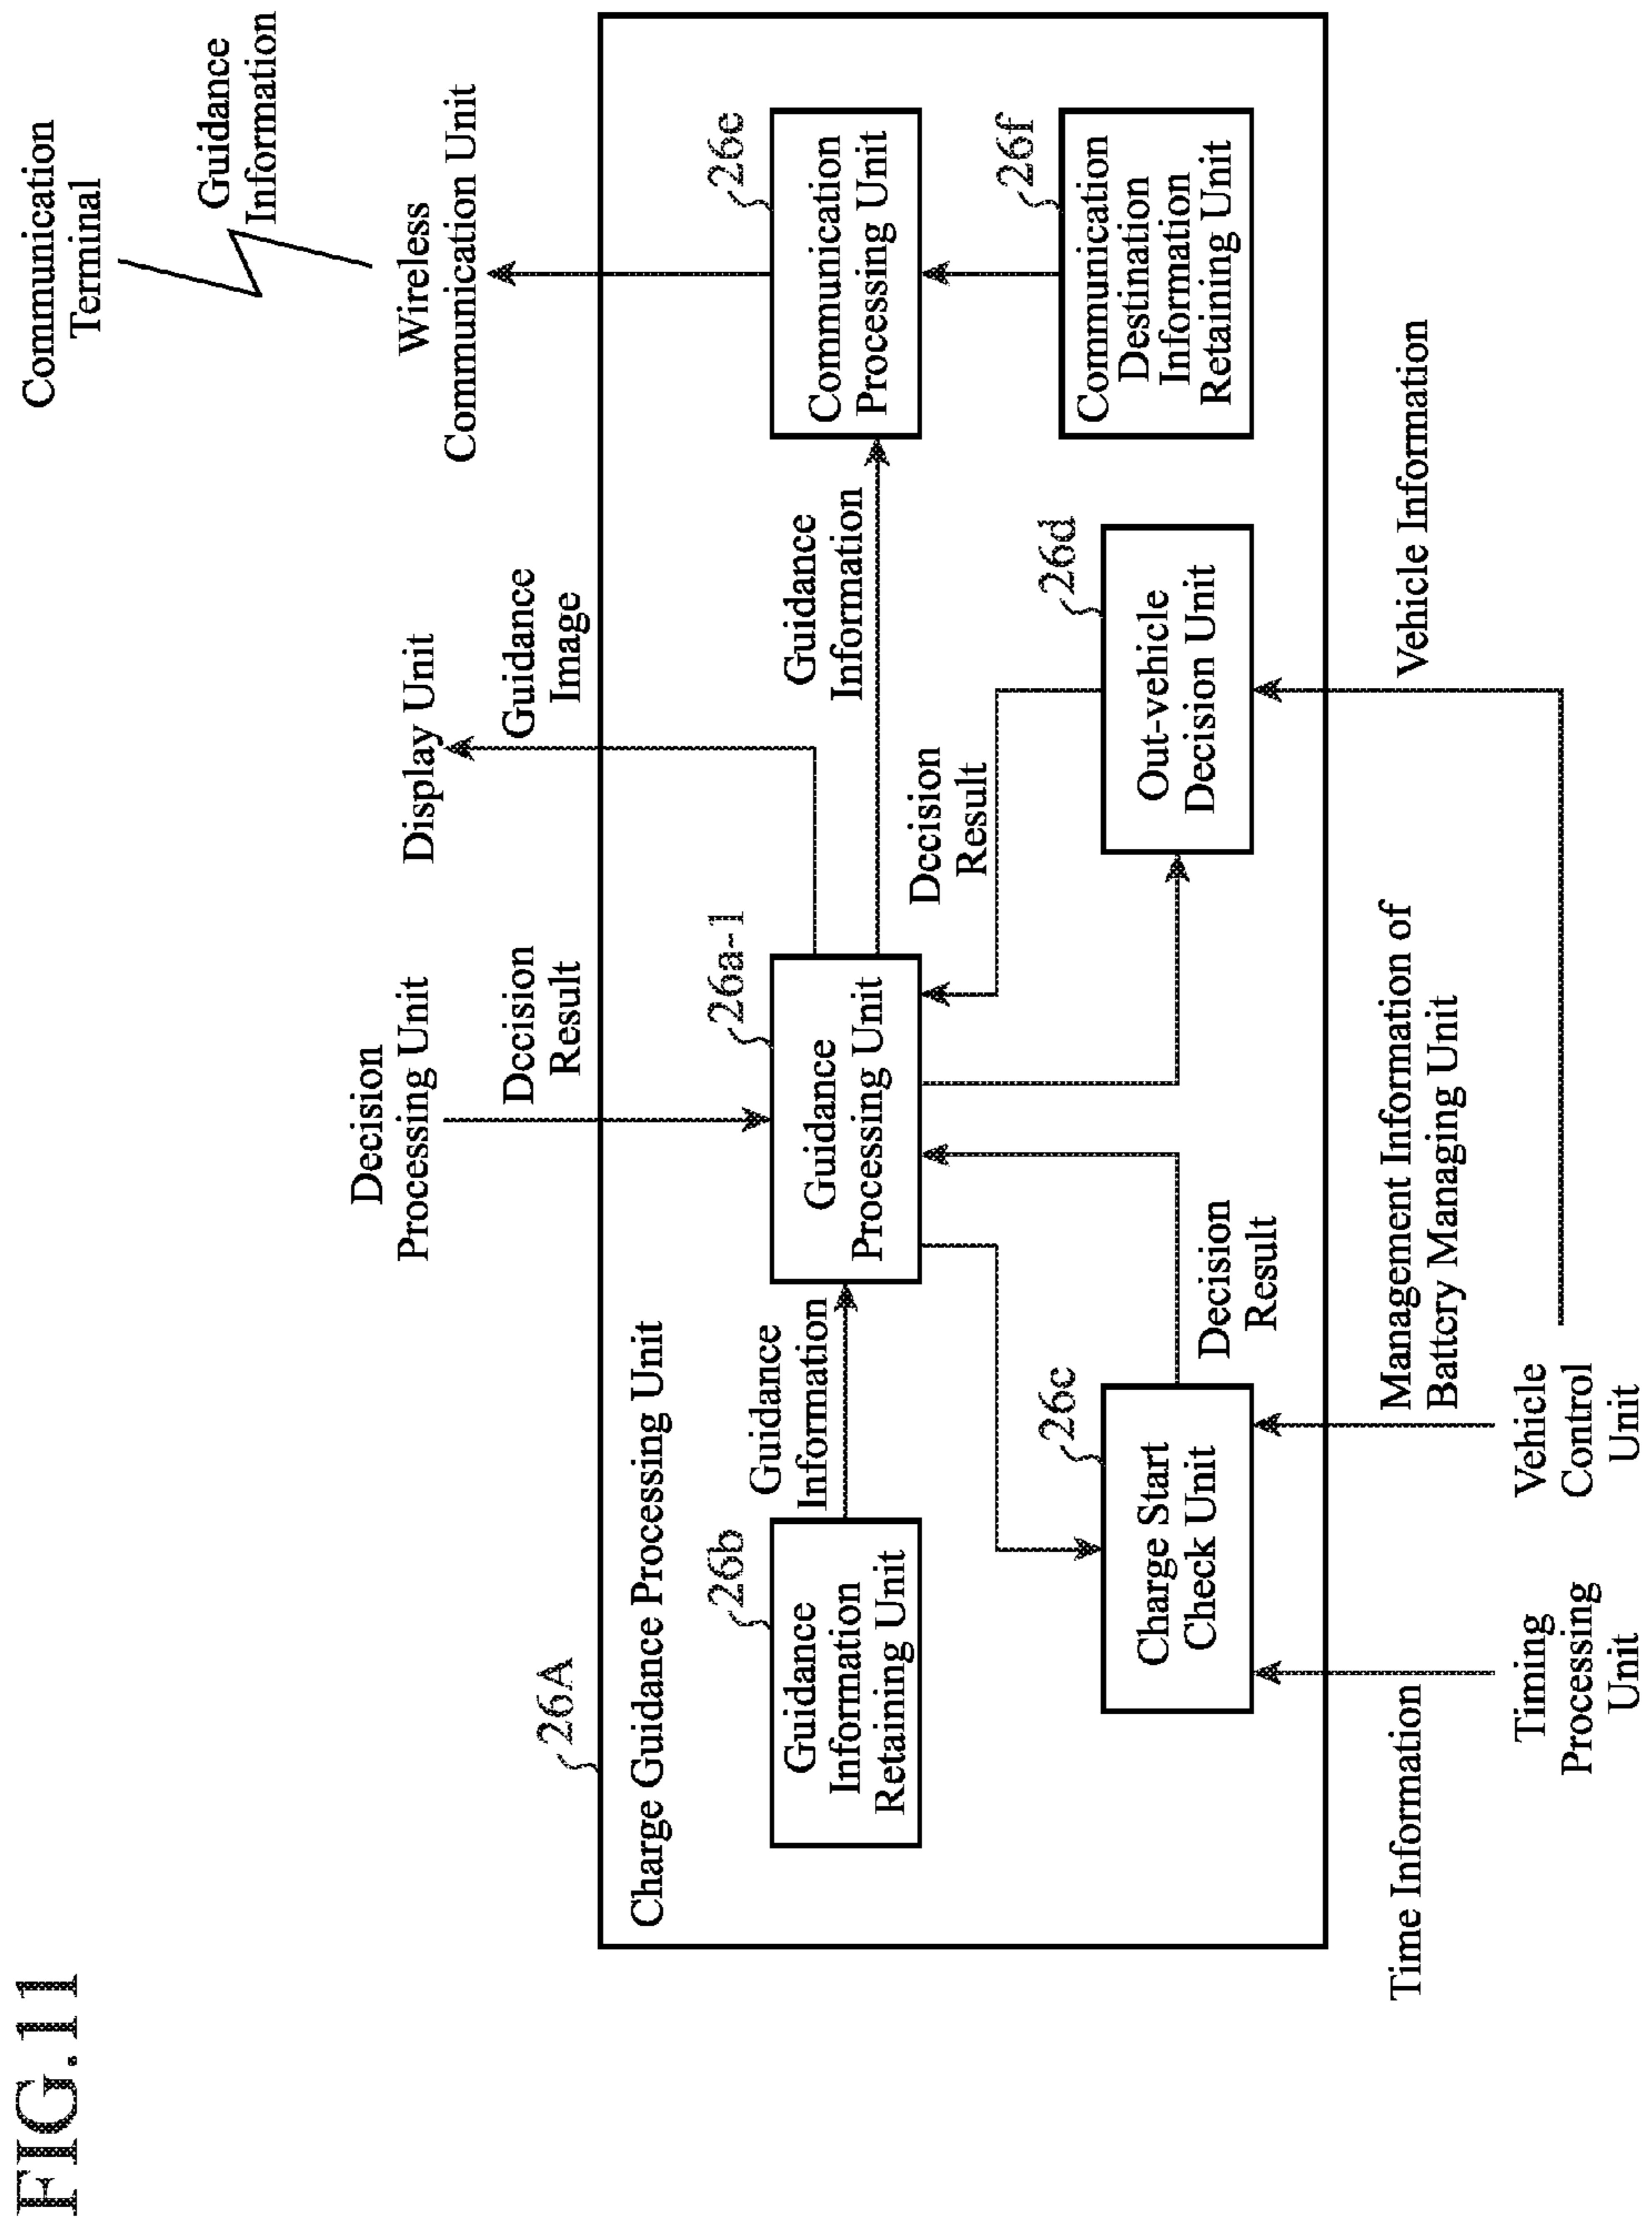 FIG.11
Communication
Terminal
Guidance
Information
Decision
Processing Unit
Display Unit
Wireless
Communication Unit
Decision
Result
Guidance
Image
26A
Charge Guidance Processing Unit
26b
Guidance
Information
Retaining Unit
Guidance
Information
26a-1
Guidance
Processing Unit
Guidance
Information
26e
Communication
Processing Unit
Decision
Result
26c
Charge Start
Check Unit
Decision
Result
26d
Out-vehicle
Decision Unit
26f
Communication
Destination
Information
Retaining Unit
Time Information
Management Information of
Battery Managing Unit
Vehicle Information
Timing
Processing
Unit
Vehicle
Control
Unit